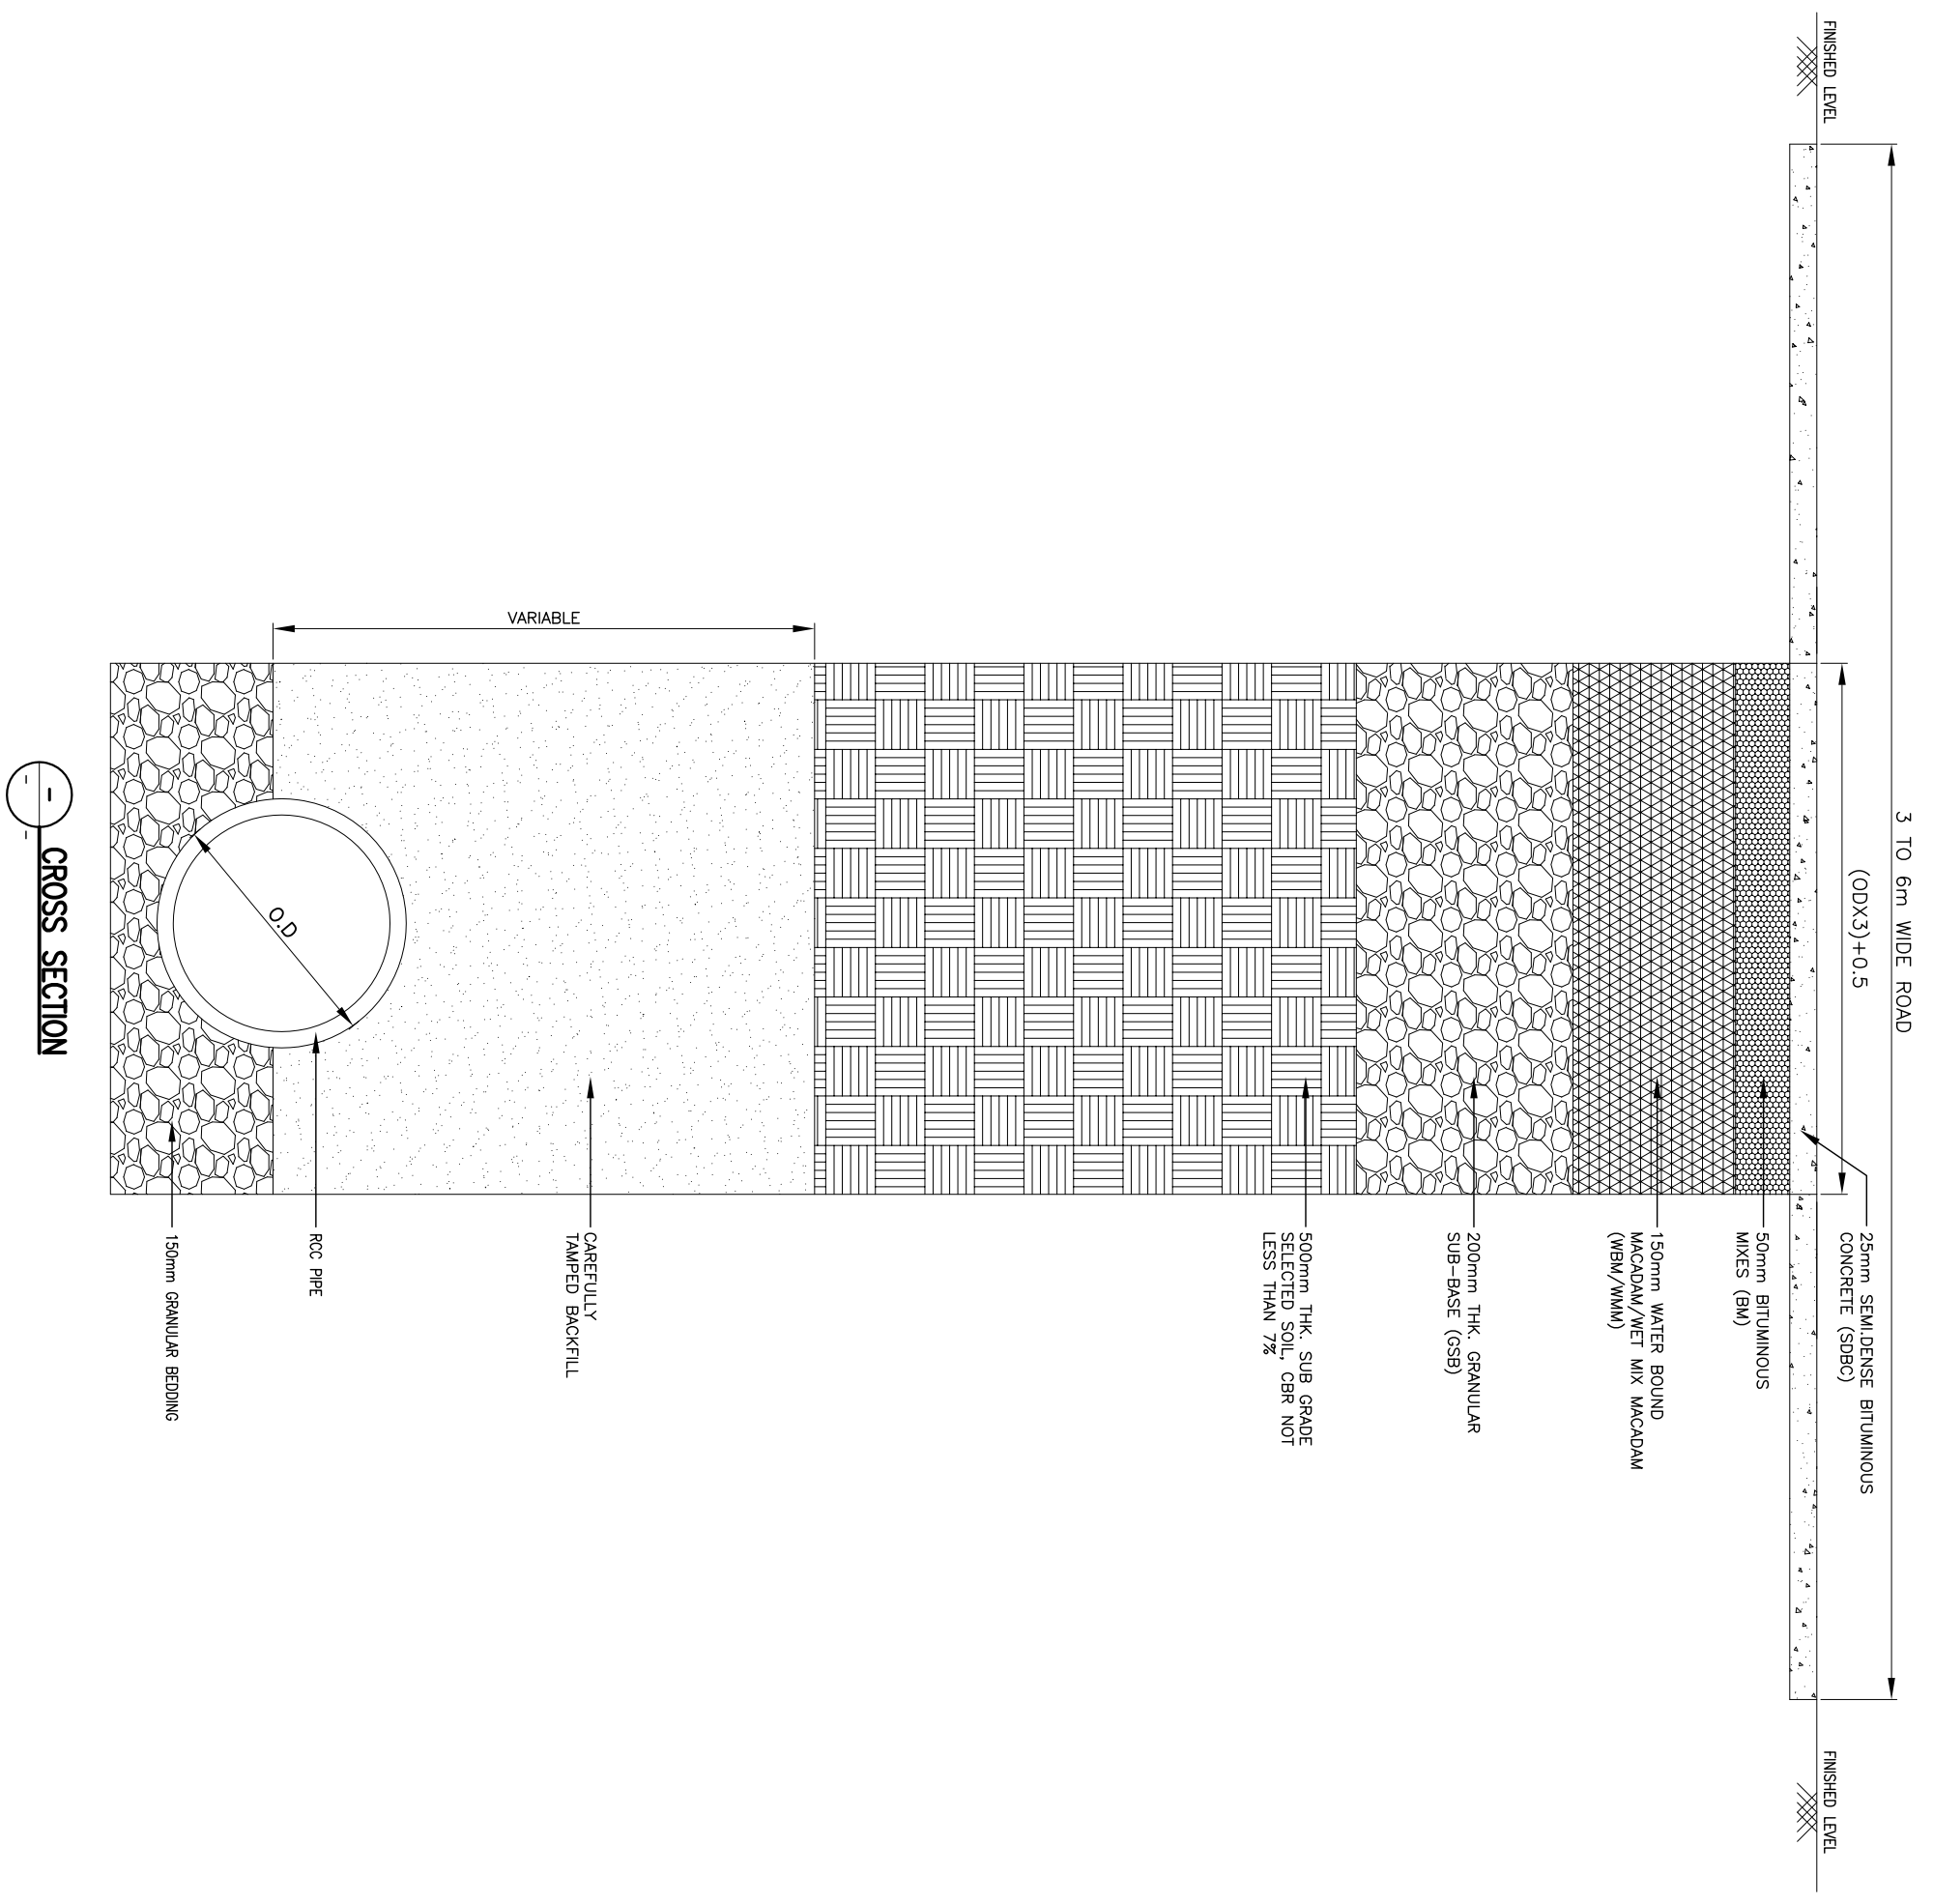 3 TO 6m WIDE ROAD
(ODX3)+0.5
FINISHED LEVEL
FINISHED LEVEL
25mm SEMI.DENSE BITUMINOUS
CONCRETE (SDBC)
50mm BITUMINOUS
MIXES (BM)
150mm WATER BOUND
MACADAM/WET MIX MACADAM
(WBM/WMM)
200mm THK. GRANULAR
SUB-BASE (GSB)
500mm THK. SUB GRADE
SELECTED SOIL, CBR NOT
LESS THAN 7%
VARIABLE
CAREFULLY
TAMPED BACKFILL
RCC PIPE
O.D
150mm GRANULAR BEDDING
-
-
-
CROSS SECTION